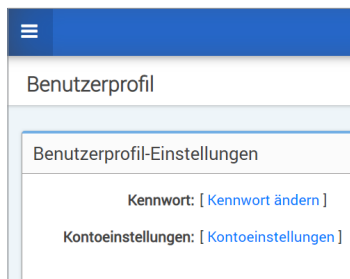 Benutzerprofil
Benutzerprofil-Einstellungen
Kennwort: [ Kennwort ändern ]
Kontoeinstellungen: [ Kontoeinstellungen ]